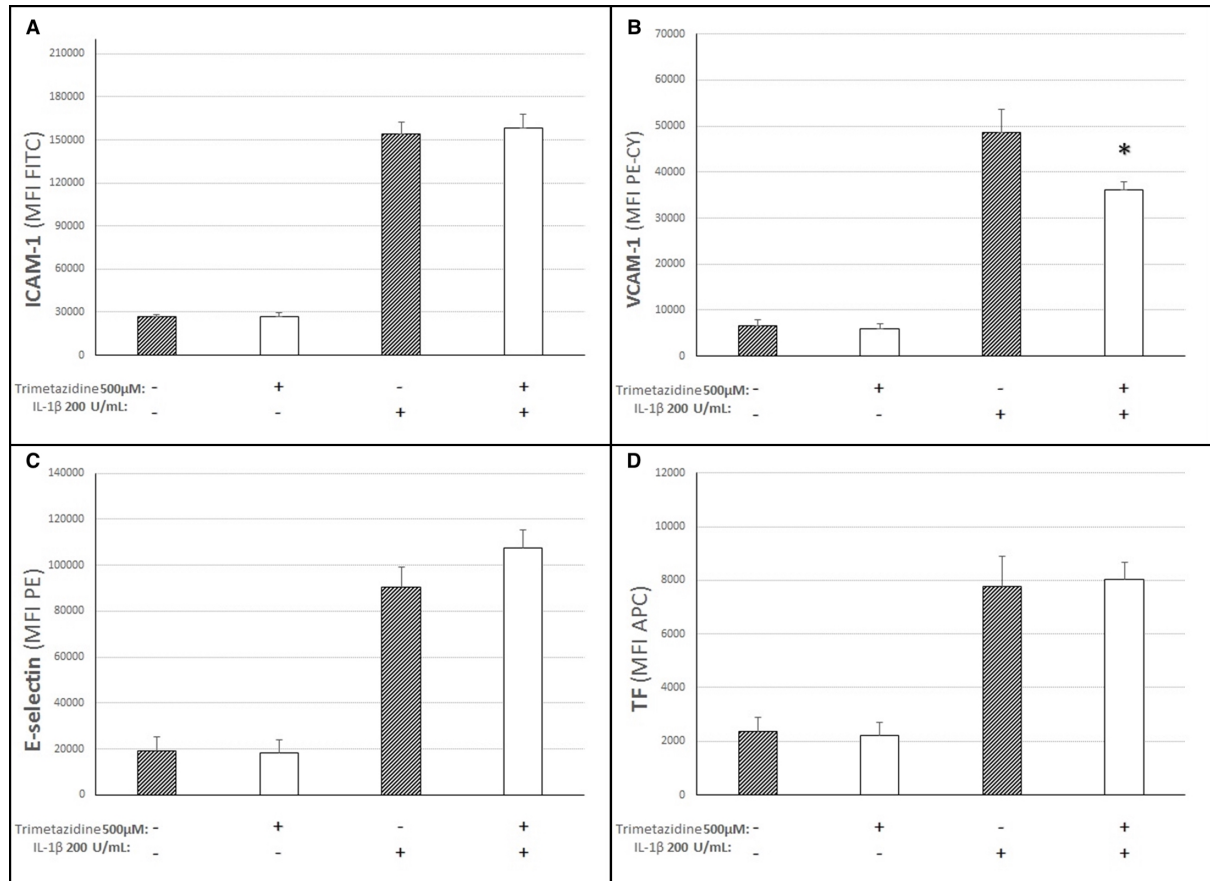 A
ICAM-1 (MFI FITC)
210000
180000
150000
120000
90000
60000
30000
0
Trimetazidine 500µM: - + - +
IL-1β 200 U/mL: - - + +
B
VCAM-1 (MFI PE-CY)
70000
60000
50000
40000
30000
20000
10000
0
*
Trimetazidine 500µM: - + - +
IL-1β 200 U/mL: - - + +
C
E-selectin (MFI PE)
140000
120000
100000
80000
60000
40000
20000
0
Trimetazidine 500µM: - + - +
IL-1β 200 U/mL: - - + +
D
TF (MFI APC)
12000
10000
8000
6000
4000
2000
0
Trimetazidine 500µM: - + - +
IL-1β 200 U/mL: - - + +